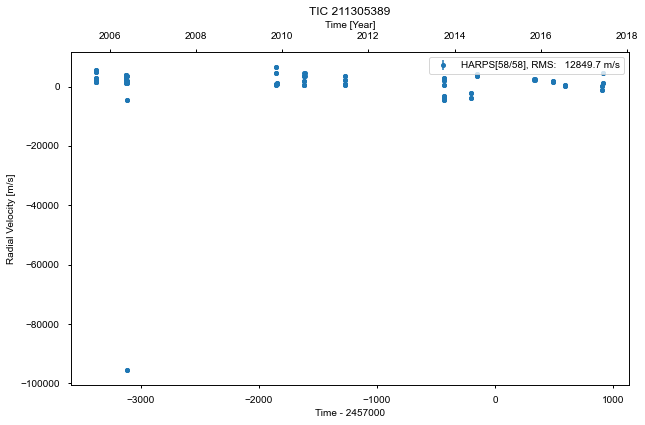 TIC 211305389
Time [Year]
2006 2008 2010 2012 2014 2016 2018
HARPS[58/58], RMS: 12849.7 m/s
Radial Velocity [m/s]
0
−20000
−40000
−60000
−80000
−100000
−3000 −2000 −1000 0 1000
Time - 2457000